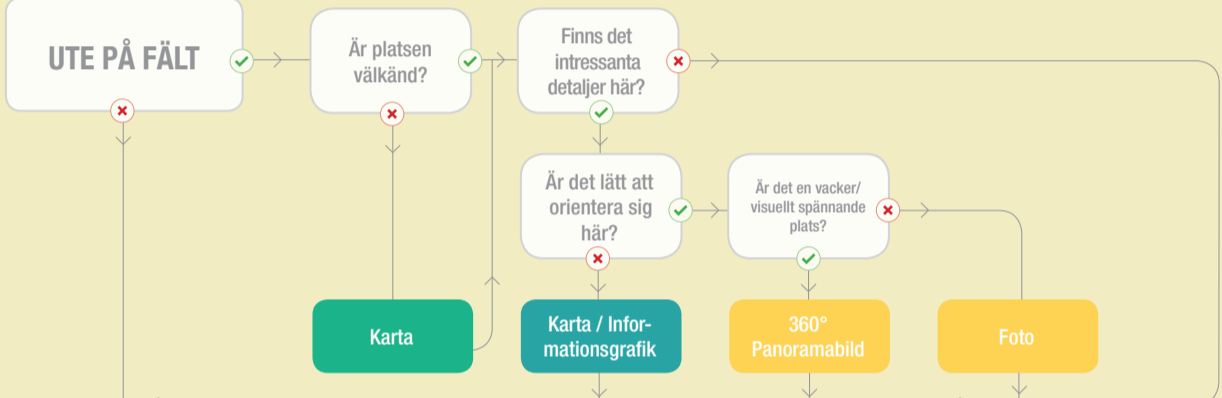 UTE PÅ FÄLT
Är platsen
välkänd?
Finns det
intressanta
detaljer här?
Är det lätt att
orientera sig
här?
Är det en vacker/
visuellt spännande
plats?
Karta
Karta / Infor-
mationsgrafik
360°
Panoramabild
Foto